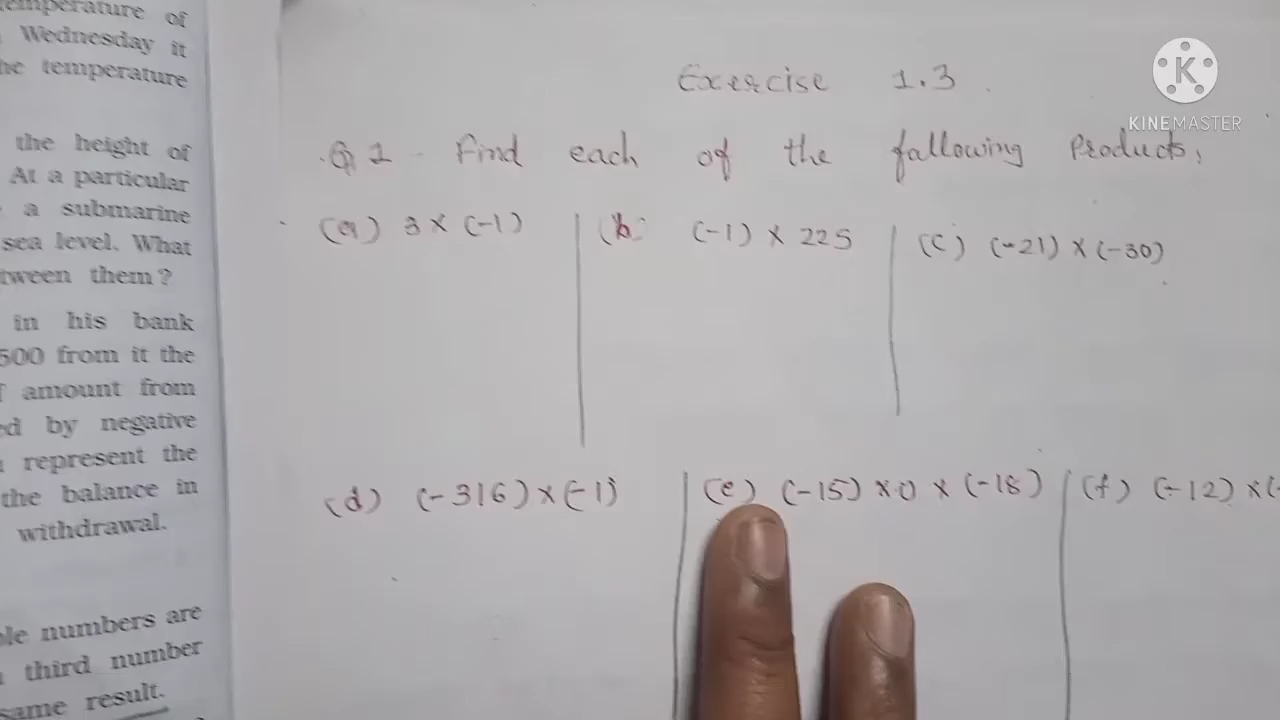 temperature of
Wednesday it
the temperature
the height of
At a particular
a submarine
sea level. What
tween them?
in his bank
500 from it the
amount from
ed by negative
represent the
the balance in
withdrawal.
ole numbers are
third number
same result.
Exercise 1.3
Q1 Find each of the fallowing Products,
(a) 3 × (-1)
(b) (-1) × 225
(c) (-21) × (-30)
(d) (-316) × (-1)
(e) (-15) × 0 × (-18)
(f) (-12) × (-
K
KINEMASTER